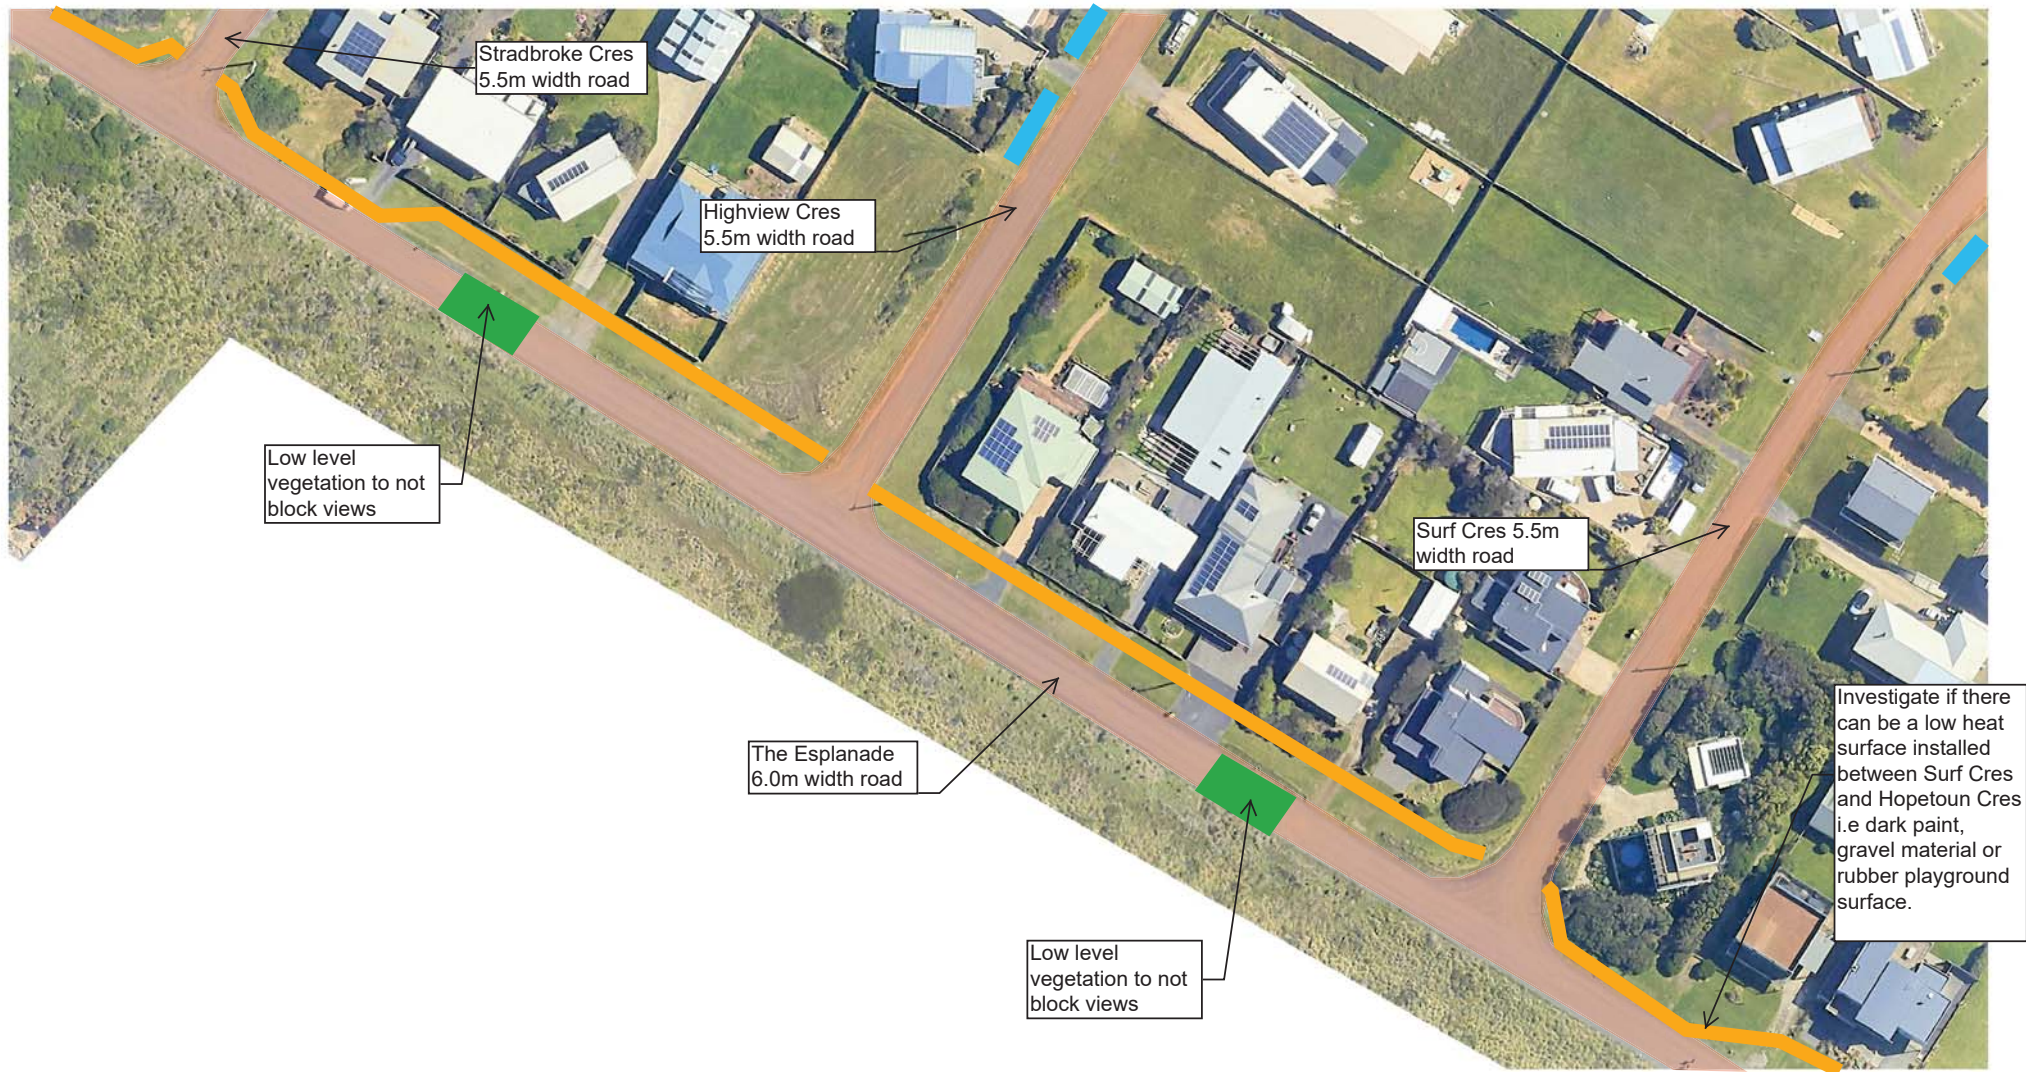 Stradbroke Cres
5.5m width road
Highview Cres
5.5m width road
Low level
vegetation to not
block views
Surf Cres 5.5m
width road
The Esplanade
6.0m width road
Investigate if there
can be a low heat
surface installed
between Surf Cres
and Hopetoun Cres
i.e dark paint,
gravel material or
rubber playground
surface.
Low level
vegetation to not
block views